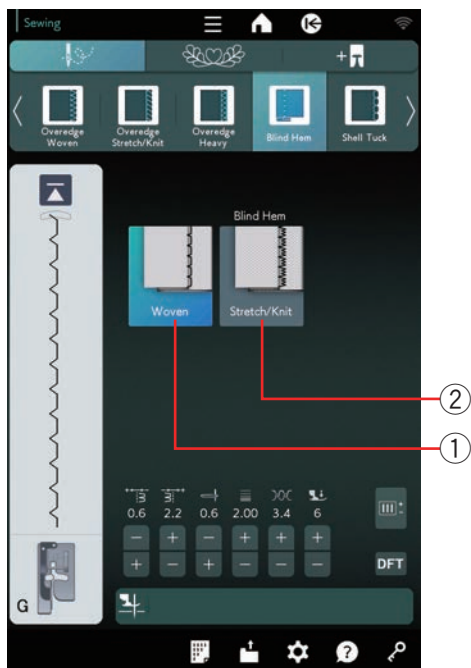 Sewing
Overedge
Woven
Overedge
Stretch/Knit
Overedge
Heavy
Blind Hem
Shell Tuck
Blind Hem
Woven
Stretch/Knit
②
①
0.6 2.2 0.6 2.00 3.4 6
− + − + + +
+ − + − − −
DFT
G
?